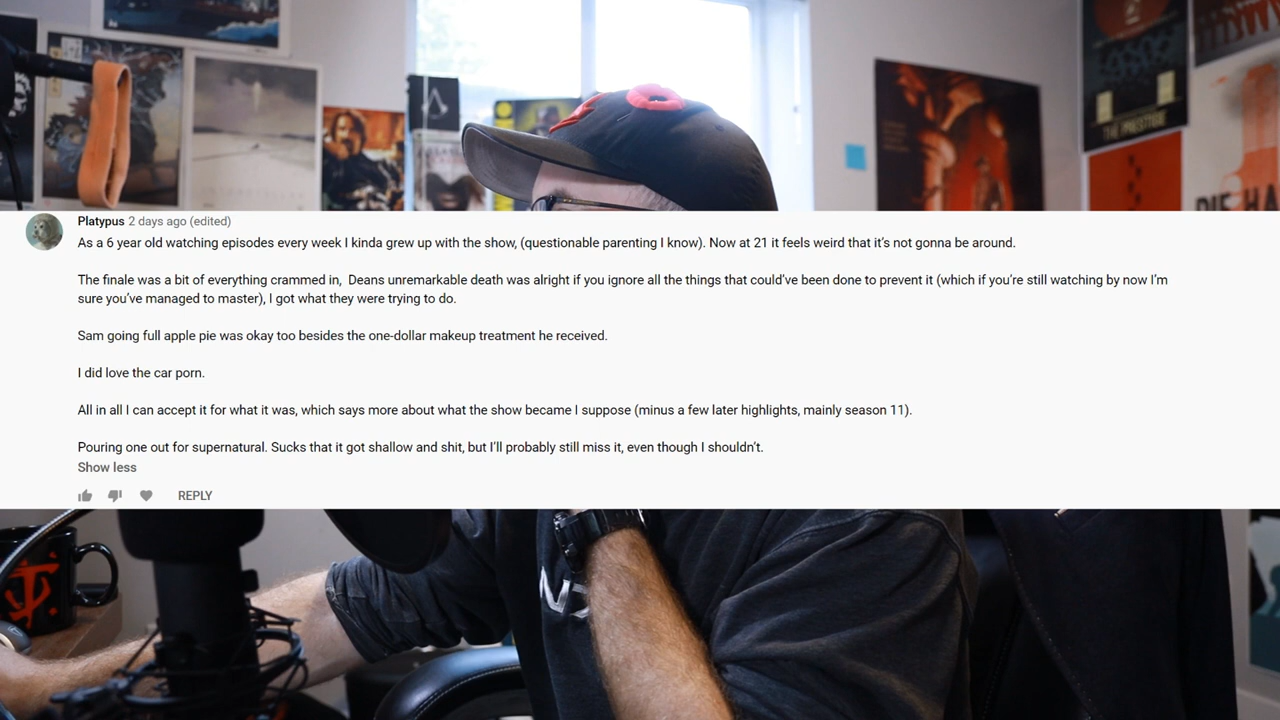 THE PRESTIGE
DIE HA
Platypus 2 days ago (edited)
As a 6 year old watching episodes every week I kinda grew up with the show, (questionable parenting I know). Now at 21 it feels weird that it's not gonna be around.
The finale was a bit of everything crammed in,  Deans unremarkable death was alright if you ignore all the things that could've been done to prevent it (which if you're still watching by now I'm
sure you've managed to master), I got what they were trying to do.
Sam going full apple pie was okay too besides the one-dollar makeup treatment he received.
I did love the car porn.
All in all I can accept it for what it was, which says more about what the show became I suppose (minus a few later highlights, mainly season 11).
Pouring one out for supernatural. Sucks that it got shallow and shit, but I'll probably still miss it, even though I shouldn't.
Show less
REPLY